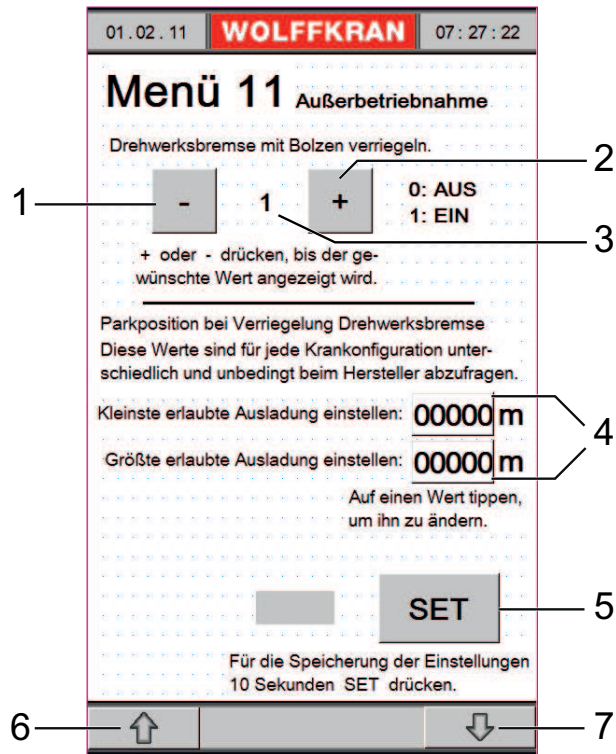 01.02.11 WOLFFKRAN 07:27:22
Menü 11 Außerbetriebnahme
Drehwerksbremse mit Bolzen verriegeln.
1
- 1 +
2
0: AUS
1: EIN
3
+ oder - drücken, bis der ge-
wünschte Wert angezeigt wird.
Parkposition bei Verriegelung Drehwerksbremse
Diese Werte sind für jede Krankonfiguration unter-
schiedlich und unbedingt beim Hersteller abzufragen.
Kleinste erlaubte Ausladung einstellen: 00000 m
4
Größte erlaubte Ausladung einstellen: 00000 m
Auf einen Wert tippen,
um ihn zu ändern.
SET
5
Für die Speicherung der Einstellungen
10 Sekunden SET drücken.
6
7